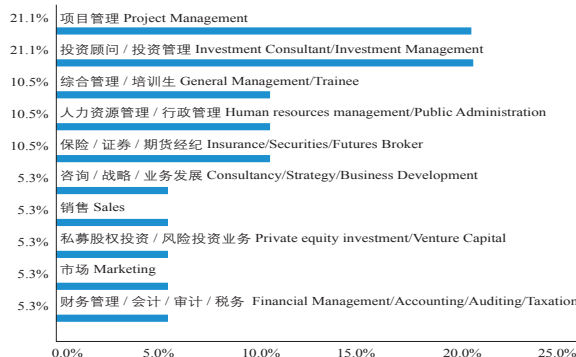 21.1% 项目管理 Project Management
21.1% 投资顾问 / 投资管理 Investment Consultant/Investment Management
10.5% 综合管理 / 培训生 General Management/Trainee
10.5% 人力资源管理 / 行政管理 Human resources management/Public Administration
10.5% 保险 / 证券 / 期货经纪 Insurance/Securities/Futures Broker
5.3% 咨询 / 战略 / 业务发展 Consultancy/Strategy/Business Development
5.3% 销售 Sales
5.3% 私募股权投资 / 风险投资业务 Private equity investment/Venture Capital
5.3% 市场 Marketing
5.3% 财务管理 / 会计 / 审计 / 税务 Financial Management/Accounting/Auditing/Taxation
0.0% 5.0% 10.0% 15.0% 20.0% 25.0%